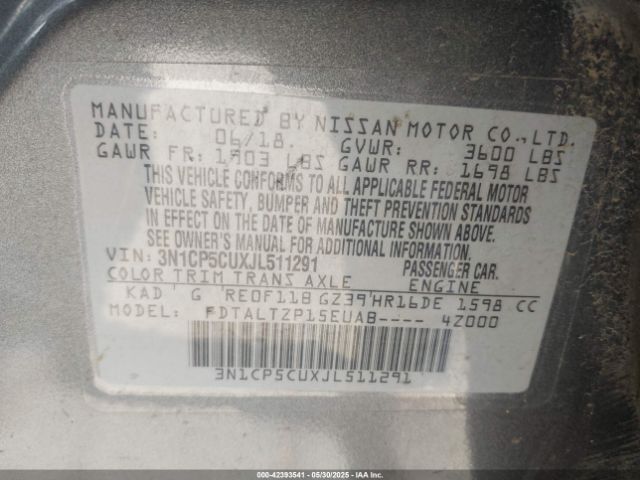 MANUFACTURED BY NISSAN MOTOR CO., LTD.
DATE: 06/18. GVWR: 3600 LBS
GAWR FR: 1903 LBS GAWR RR: 1698 LBS
THIS VEHICLE CONFORMS TO ALL APPLICABLE FEDERAL MOTOR
VEHICLE SAFETY, BUMPER AND THEFT PREVENTION STANDARDS
IN EFFECT ON THE DATE OF MANUFACTURE SHOWN ABOVE.
SEE OWNER'S MANUAL FOR FURTHER INFORMATION.
VIN: 3N1CP5CUXJL511291 PASSENGER CAR.
COLOR TRIM TRANS AXLE ENGINE
KAD G RE0F11B GZ39 HR16DE 1598 CC
MODEL: FDTALTZP15EUAB---- 4Z000
3N1CP5CUXJL511291
000-42393541 - 05/30/2025 - IAAI.COM